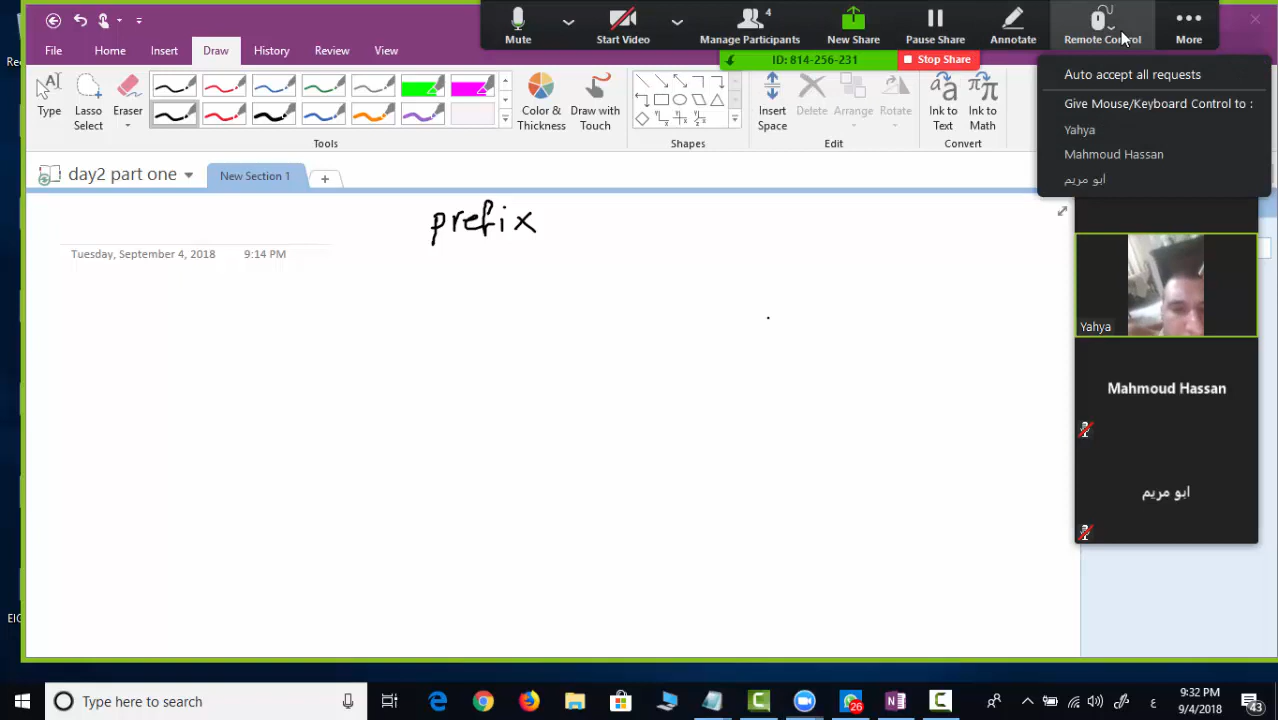 4
Mute
Start Video
Manage Participants
New Share
Pause Share
Annotate
Remote Control
More
ID: 814-256-231
Stop Share
File
Home
Insert
Draw
History
Review
View
Auto accept all requests
Give Mouse/Keyboard Control to :
Yahya
Mahmoud Hassan
ابو مريم
Type
Lasso
Select
Eraser
Color &
Thickness
Draw with
Touch
Insert
Space
Delete
Arrange
Rotate
Ink to
Text
Ink to
Math
Tools
Shapes
Edit
Convert
day2 part one
New Section 1
prefix
Tuesday, September 4, 2018 9:14 PM
Yahya
Mahmoud Hassan
ابو مريم
Type here to search
26
ع
9:32 PM
9/4/2018
43